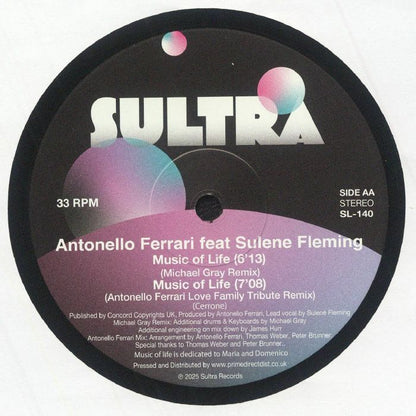 SULTRA
33 RPM
SIDE AA
STEREO
SL-140
Antonello Ferrari feat Sulene Fleming
Music of Life (6'13)
(Michael Gray Remix)
Music of Life (7'08)
(Antonello Ferrari Love Family Tribute Remix)
(Cerrone)
Published by Concord Copyrights UK, Produced by Antonello Ferrari, Lead vocal by Sulene Fleming
Michael Gray Remix: Additional drums & Keyboards by Michael Gray
Additional engineering on mix down by James Hurr
Antonello Ferrari Mix: Arrangement by Antonello Ferrari, Thomas Weber, Peter Brunner
Special thanks to Thomas Weber and Peter Brunner..
Music of life is dedicated to Maria and Domenico
Pressed and Distributed by www.primedirectdist.co.uk
℗ 2025 Sultra Records